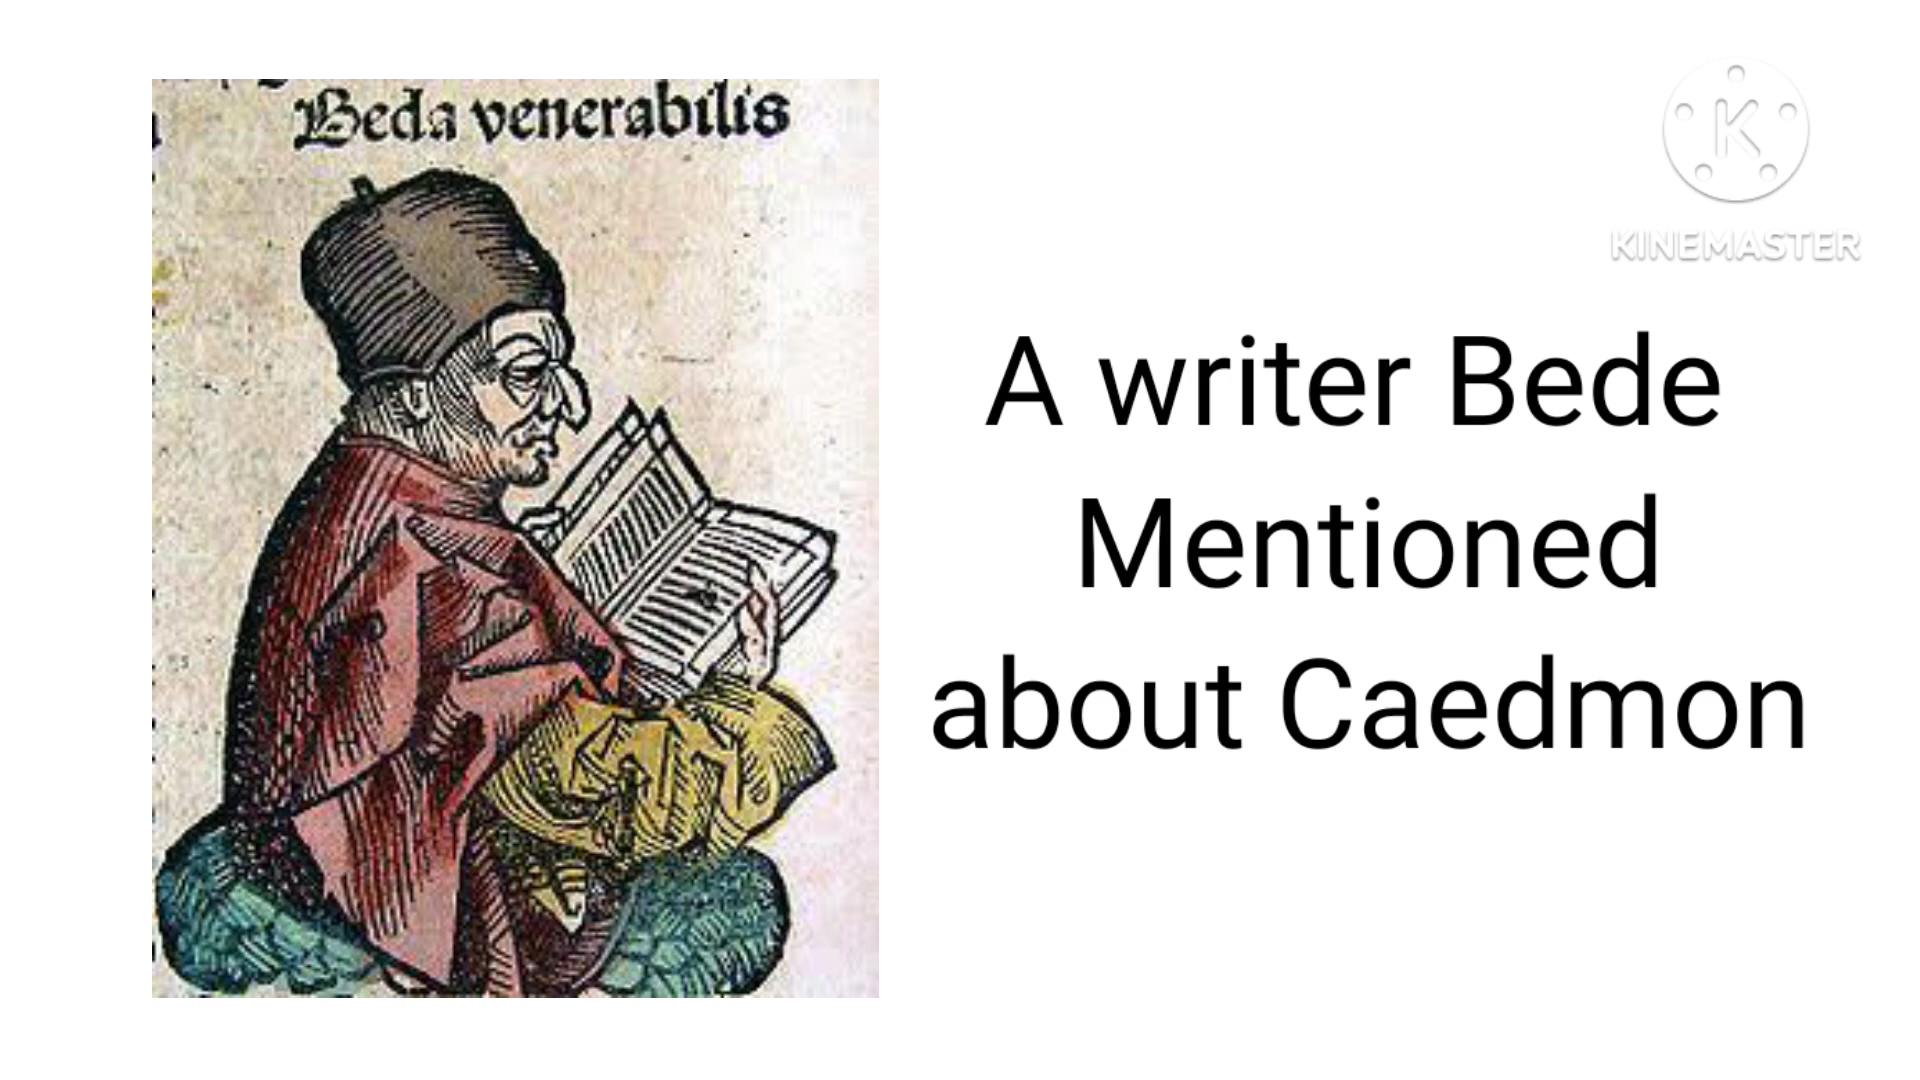 Beda venerabilis
K
KINEMASTER
A writer Bede
Mentioned
about Caedmon